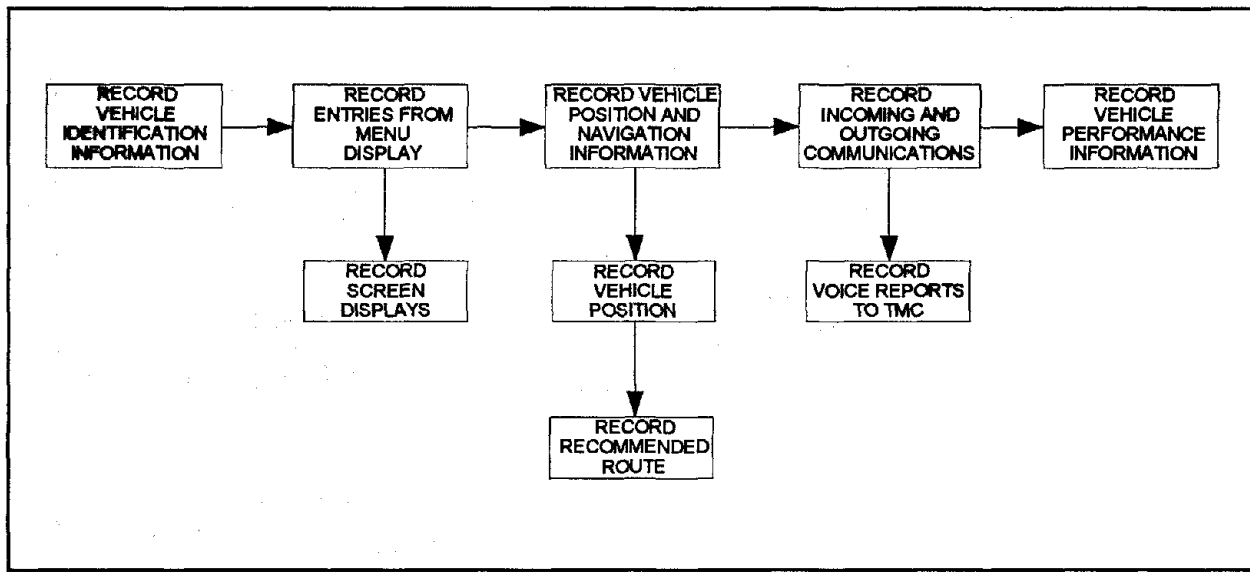 RECORD
VEHICLE
IDENTIFICATION
INFORMATION
RECORD
ENTRIES FROM
MENU
DISPLAY
RECORD VEHICLE
POSITION AND
NAVIGATION
INFORMATION
RECORD
INCOMING AND
OUTGOING
COMMUNICATIONS
RECORD
VEHICLE
PERFORMANCE
INFORMATION
RECORD
SCREEN
DISPLAYS
RECORD
VEHICLE
POSITION
RECORD
VOICE REPORTS
TO TMC
RECORD
RECOMMENDED
ROUTE